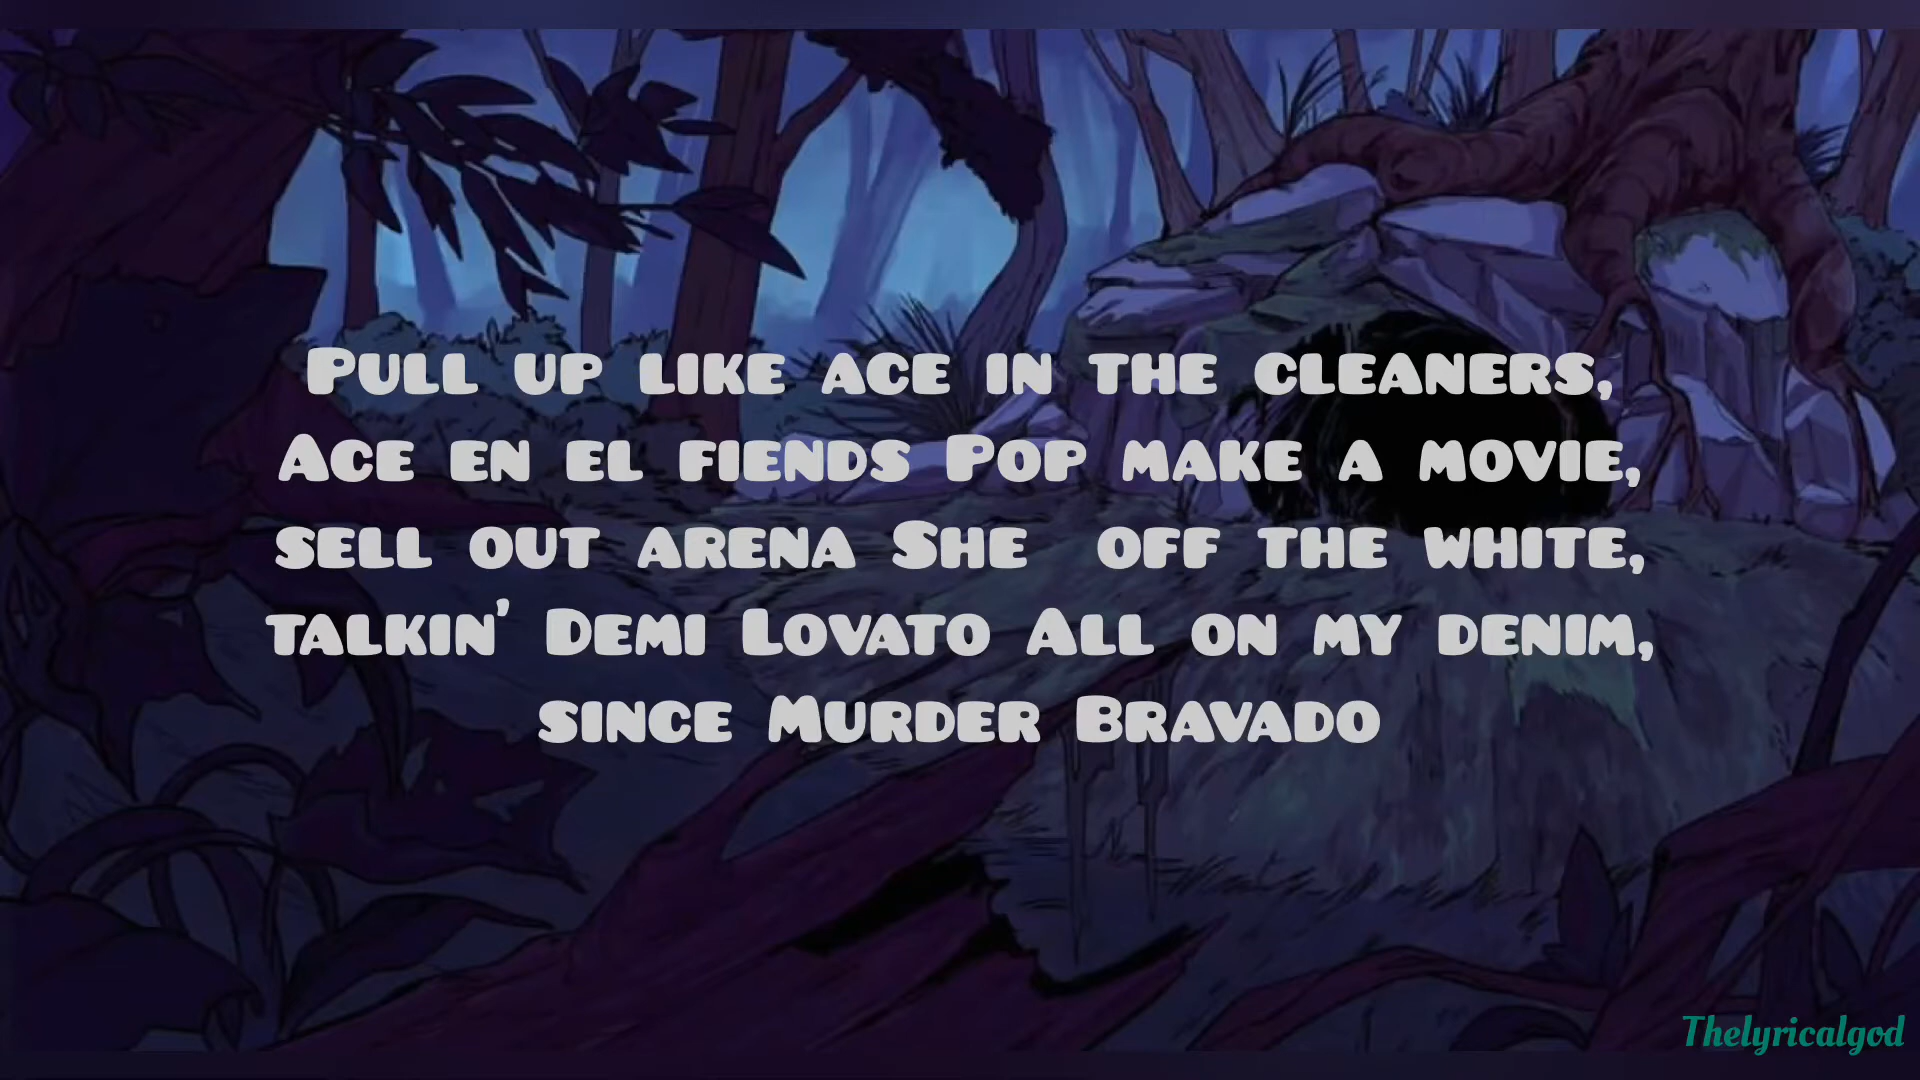 Pull up like ace in the cleaners,
Ace en el fiends Pop make a movie,
sell out arena She off the white,
talkin' Demi Lovato All on my denim,
since Murder Bravado
Thelyricalgod